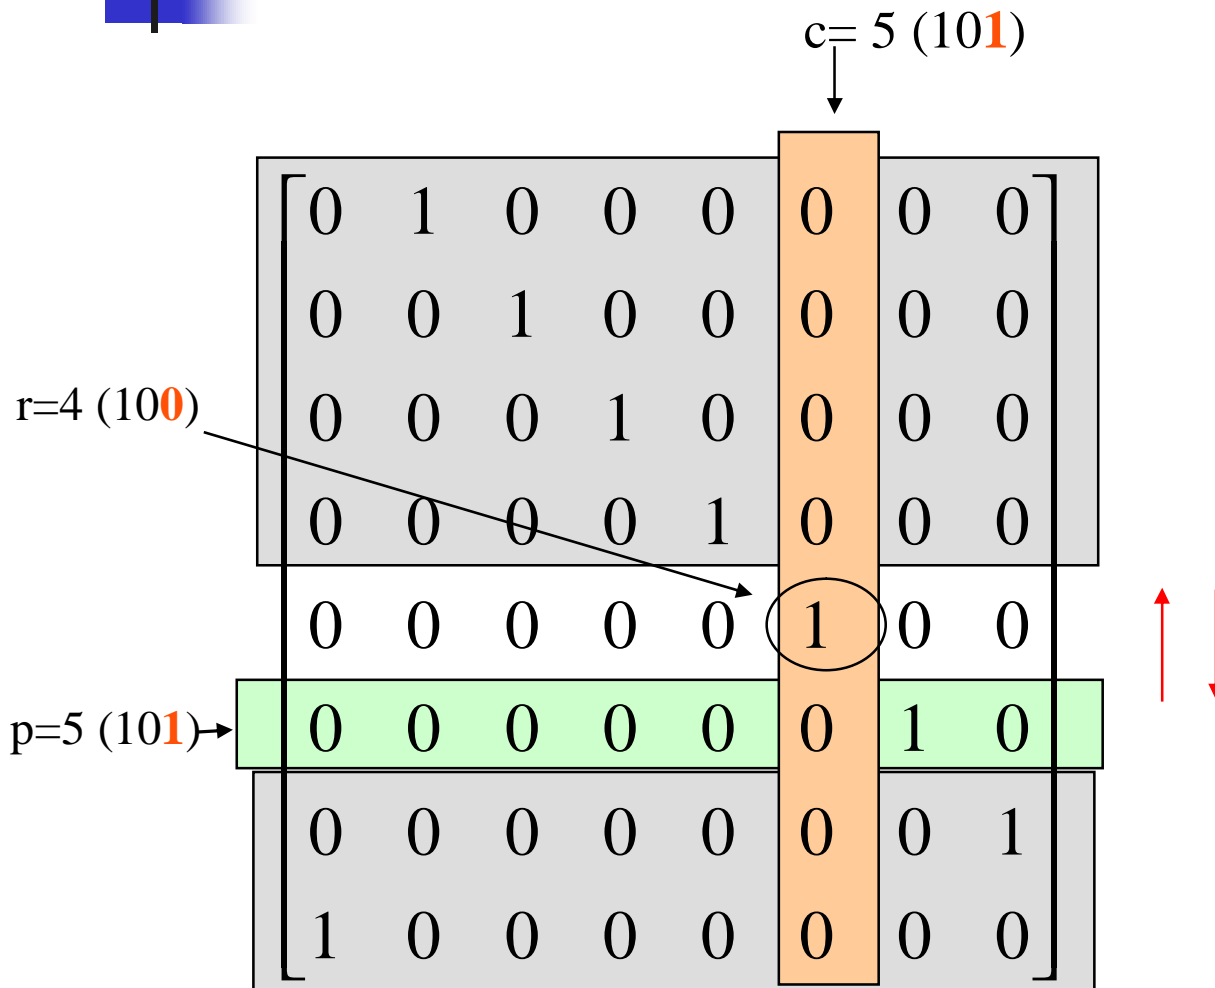 c= 5 (101)
0 1 0 0 0 0 0 0
0 0 1 0 0 0 0 0
r=4 (100)
0 0 0 1 0 0 0 0
0 0 0 0 1 0 0 0
0 0 0 0 0 1 0 0
p=5 (101)
0 0 0 0 0 0 1 0
0 0 0 0 0 0 0 1
1 0 0 0 0 0 0 0